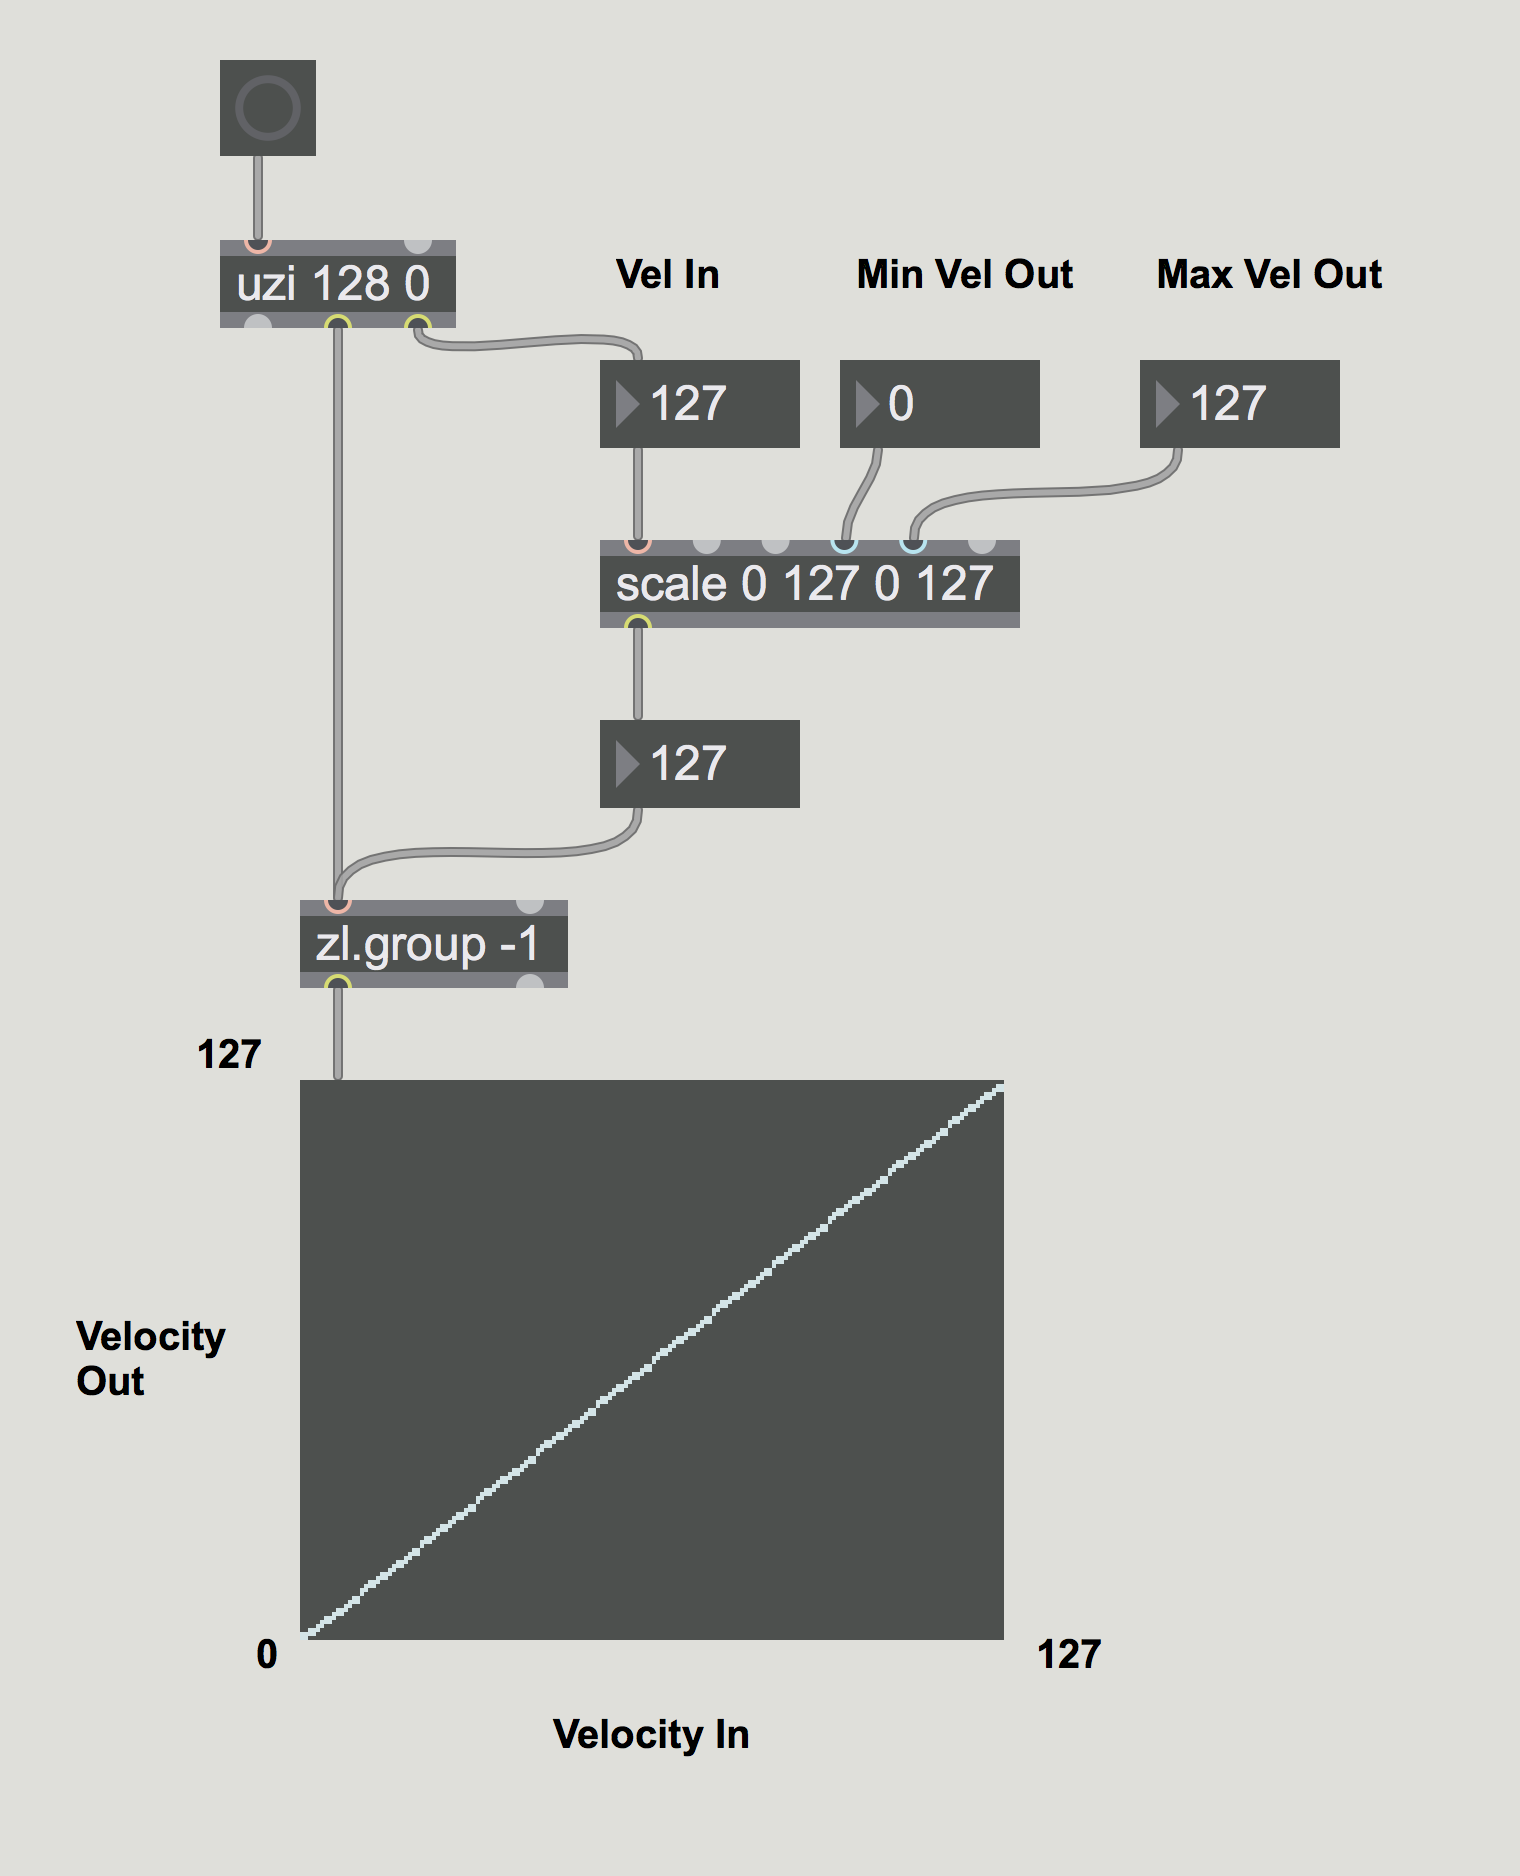 uzi 128 0
Vel In
Min Vel Out
Max Vel Out
127
0
127
scale 0 127 0 127
127
zl.group -1
127
Velocity
Out
0
127
Velocity In